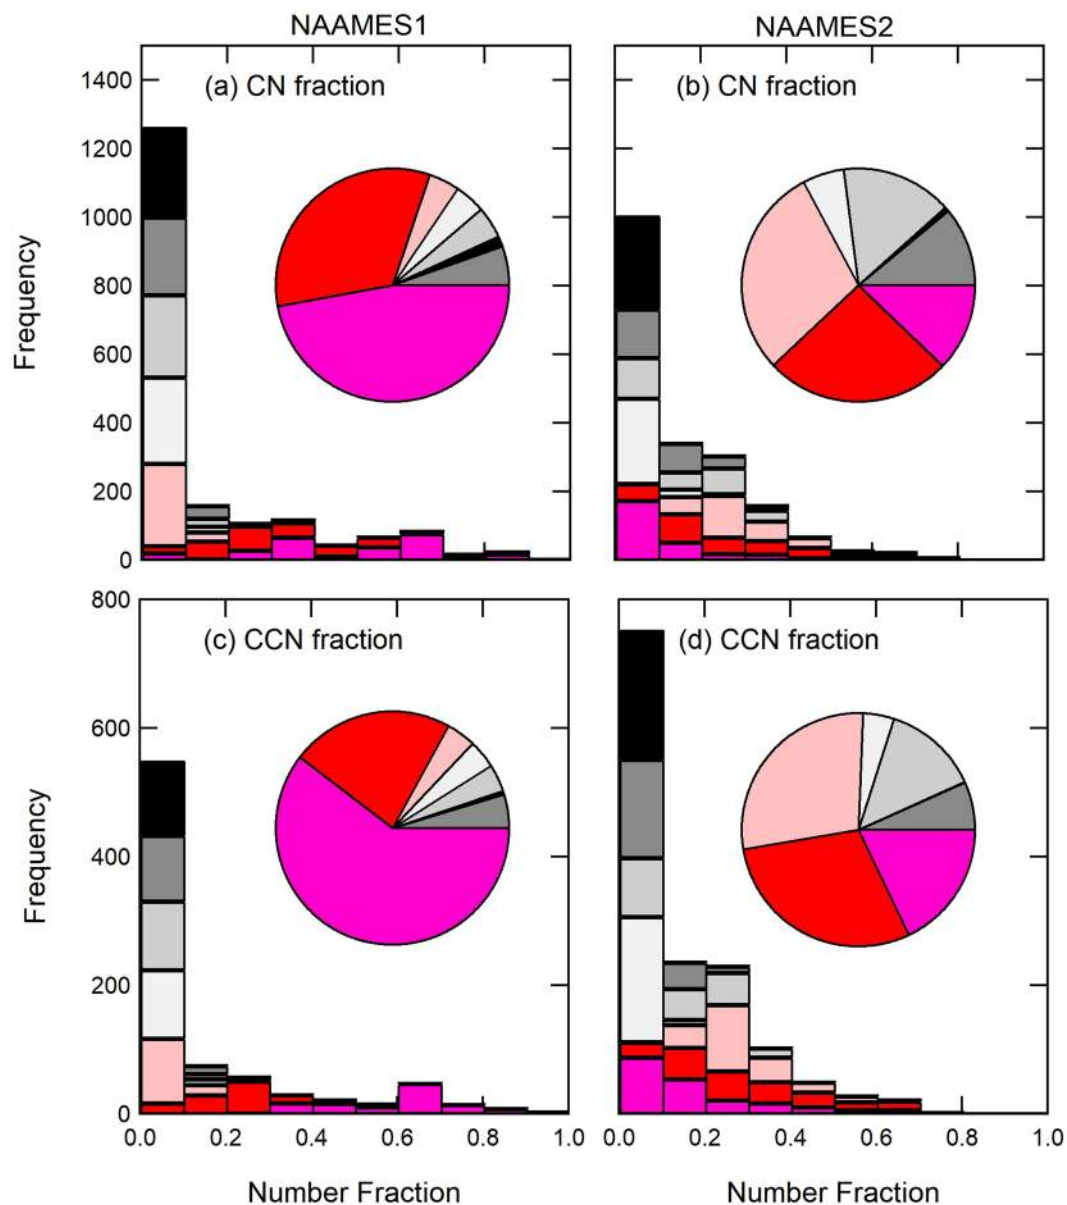 NAAMES1 NAAMES2
(a) CN fraction (b) CN fraction
1400
1200
1000
800
600
400
200
0
Frequency
(c) CCN fraction (d) CCN fraction
800
600
400
200
0
Frequency
0.0 0.2 0.4 0.6 0.8 1.0 0.0 0.2 0.4 0.6 0.8 1.0
Number Fraction Number Fraction